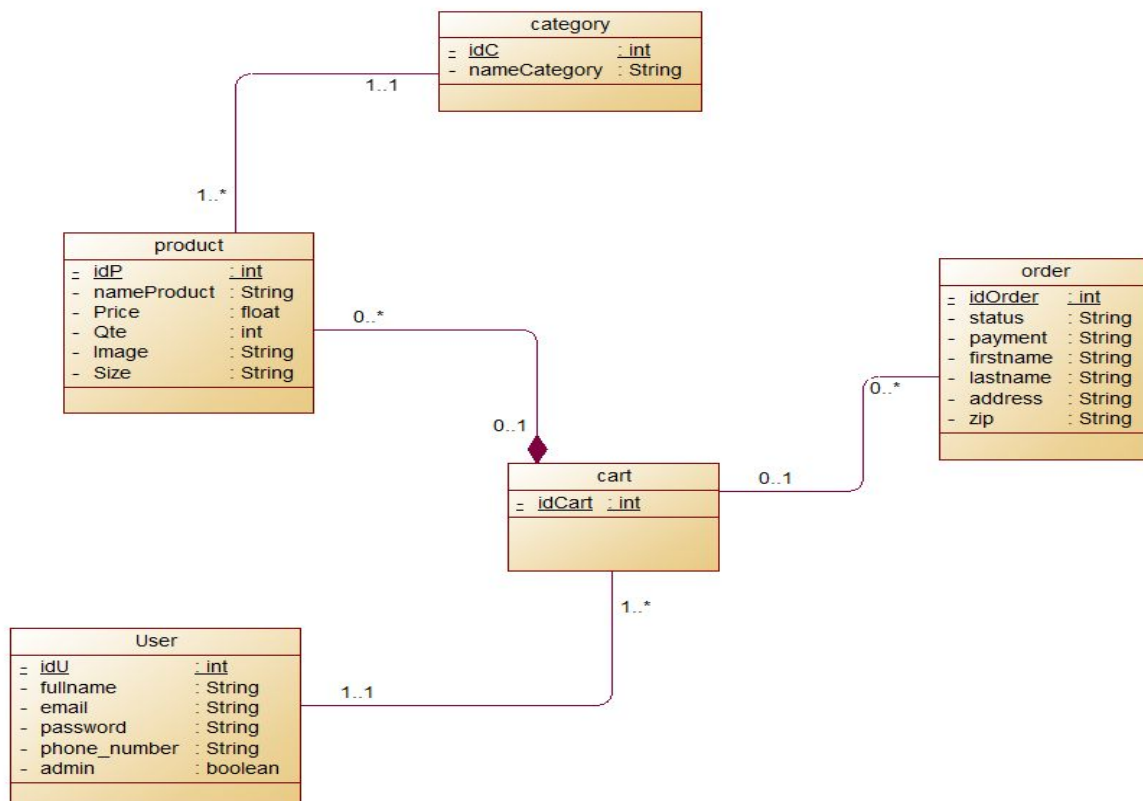 category
- idC : int
- nameCategory : String
1..1
1..*
product
- idP : int
- nameProduct : String
- Price : float
- Qte : int
- Image : String
- Size : String
0..*
order
- idOrder : int
- status : String
- payment : String
- firstname : String
- lastname : String
- address : String
- zip : String
0..*
0..1
cart
- idCart : int
0..1
1..*
User
- idU : int
- fullname : String
- email : String
- password : String
- phone_number : String
- admin : boolean
1..1